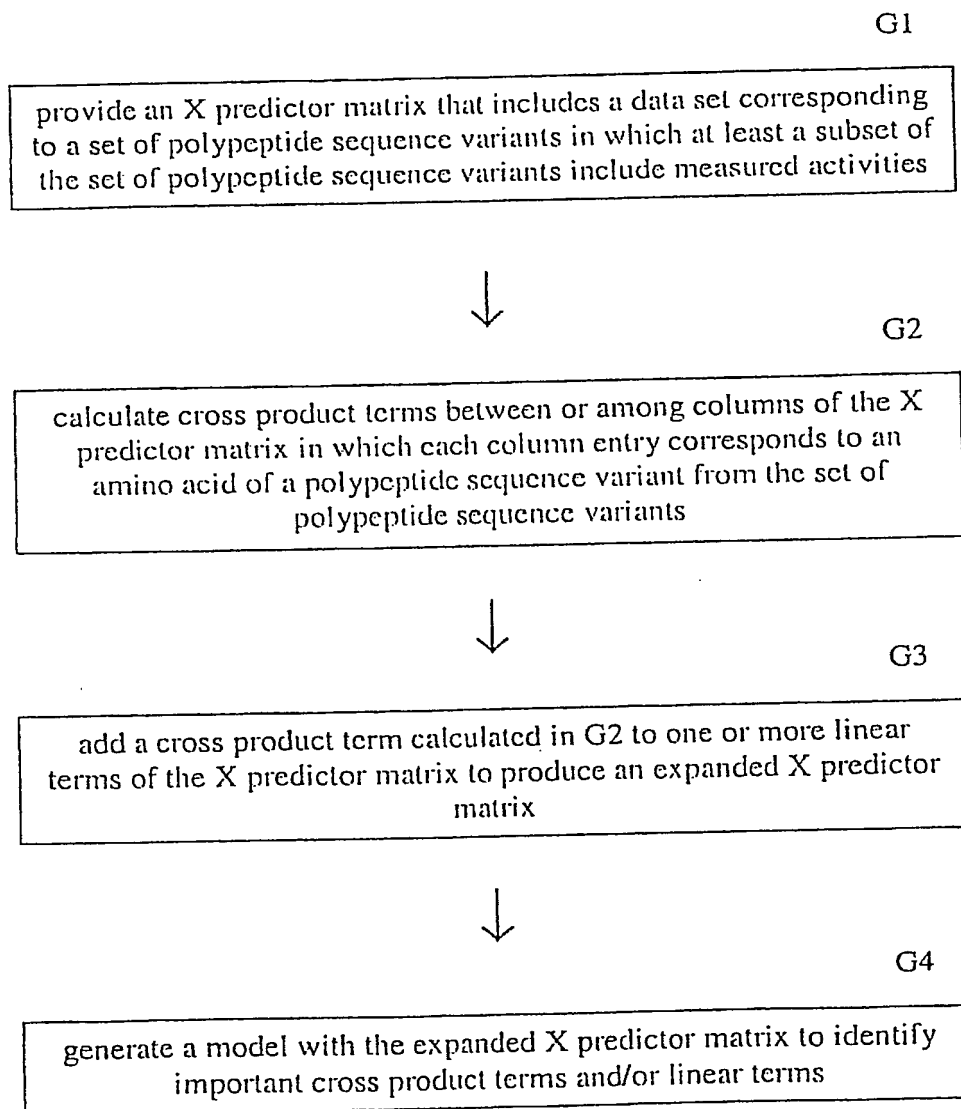 G1
provide an X predictor matrix that includes a data set corresponding
to a set of polypeptide sequence variants in which at least a subset of
the set of polypeptide sequence variants include measured activities
↓
G2
calculate cross product terms between or among columns of the X
predictor matrix in which each column entry corresponds to an
amino acid of a polypeptide sequence variant from the set of
polypeptide sequence variants
↓
G3
add a cross product term calculated in G2 to one or more linear
terms of the X predictor matrix to produce an expanded X predictor
matrix
↓
G4
generate a model with the expanded X predictor matrix to identify
important cross product terms and/or linear terms